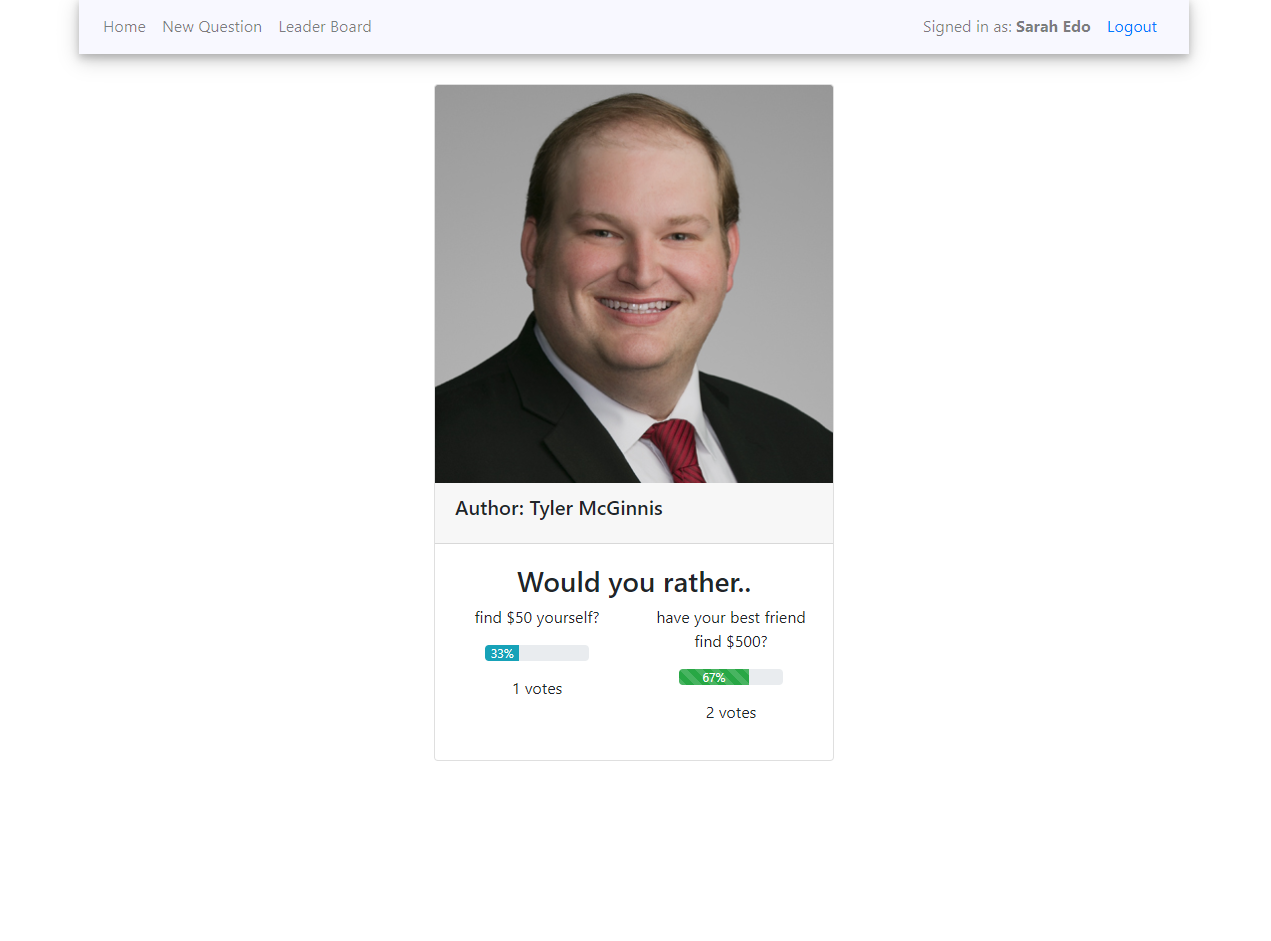 Home New Question Leader Board Signed in as: Sarah Edo Logout
Author: Tyler McGinnis
Would you rather..
find $50 yourself?
33%
1 votes
have your best friend
find $500?
67%
2 votes